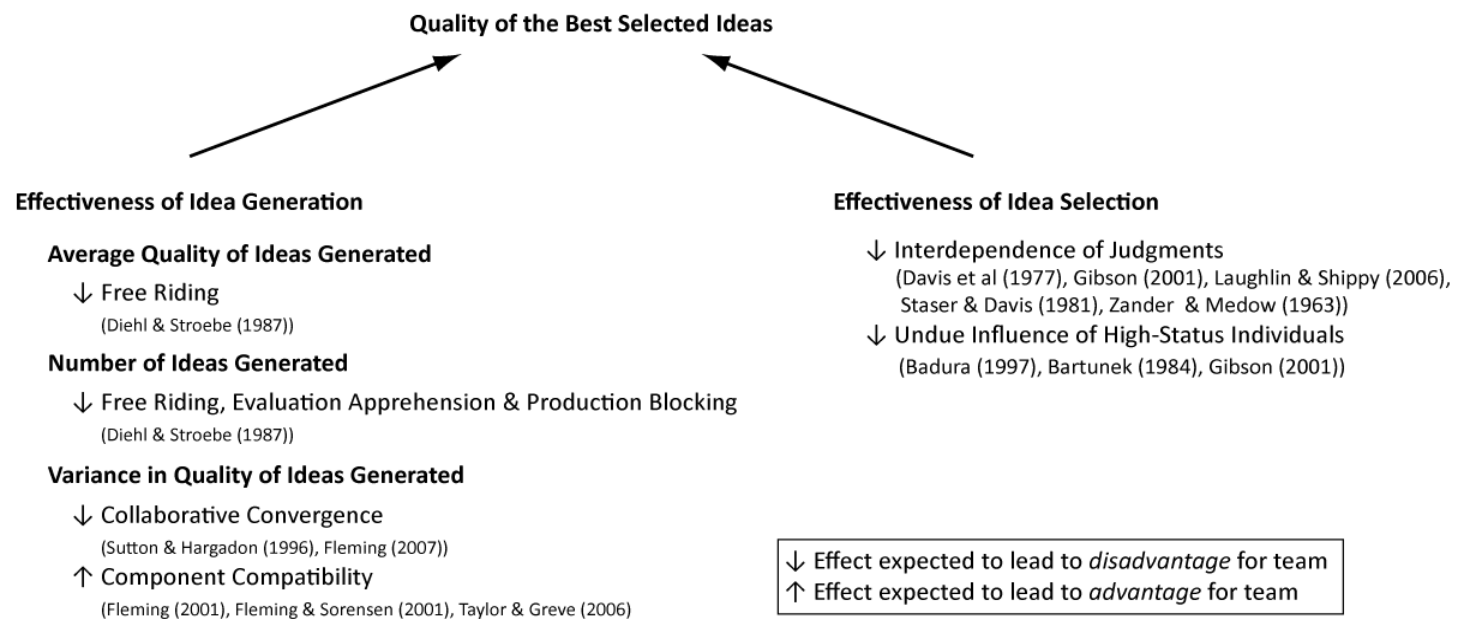 Quality of the Best Selected Ideas
Effectiveness of Idea Generation
Average Quality of Ideas Generated
↓ Free Riding
(Diehl & Stroebe (1987))
Number of Ideas Generated
↓ Free Riding, Evaluation Apprehension & Production Blocking
(Diehl & Stroebe (1987))
Variance in Quality of Ideas Generated
↓ Collaborative Convergence
(Sutton & Hargadon (1996), Fleming (2007))
↑ Component Compatibility
(Fleming (2001), Fleming & Sorensen (2001), Taylor & Greve (2006)
Effectiveness of Idea Selection
↓ Interdependence of Judgments
(Davis et al (1977), Gibson (2001), Laughlin & Shippy (2006),
Staser & Davis (1981), Zander & Medow (1963))
↓ Undue Influence of High-Status Individuals
(Badura (1997), Bartunek (1984), Gibson (2001))
↓ Effect expected to lead to disadvantage for team
↑ Effect expected to lead to advantage for team